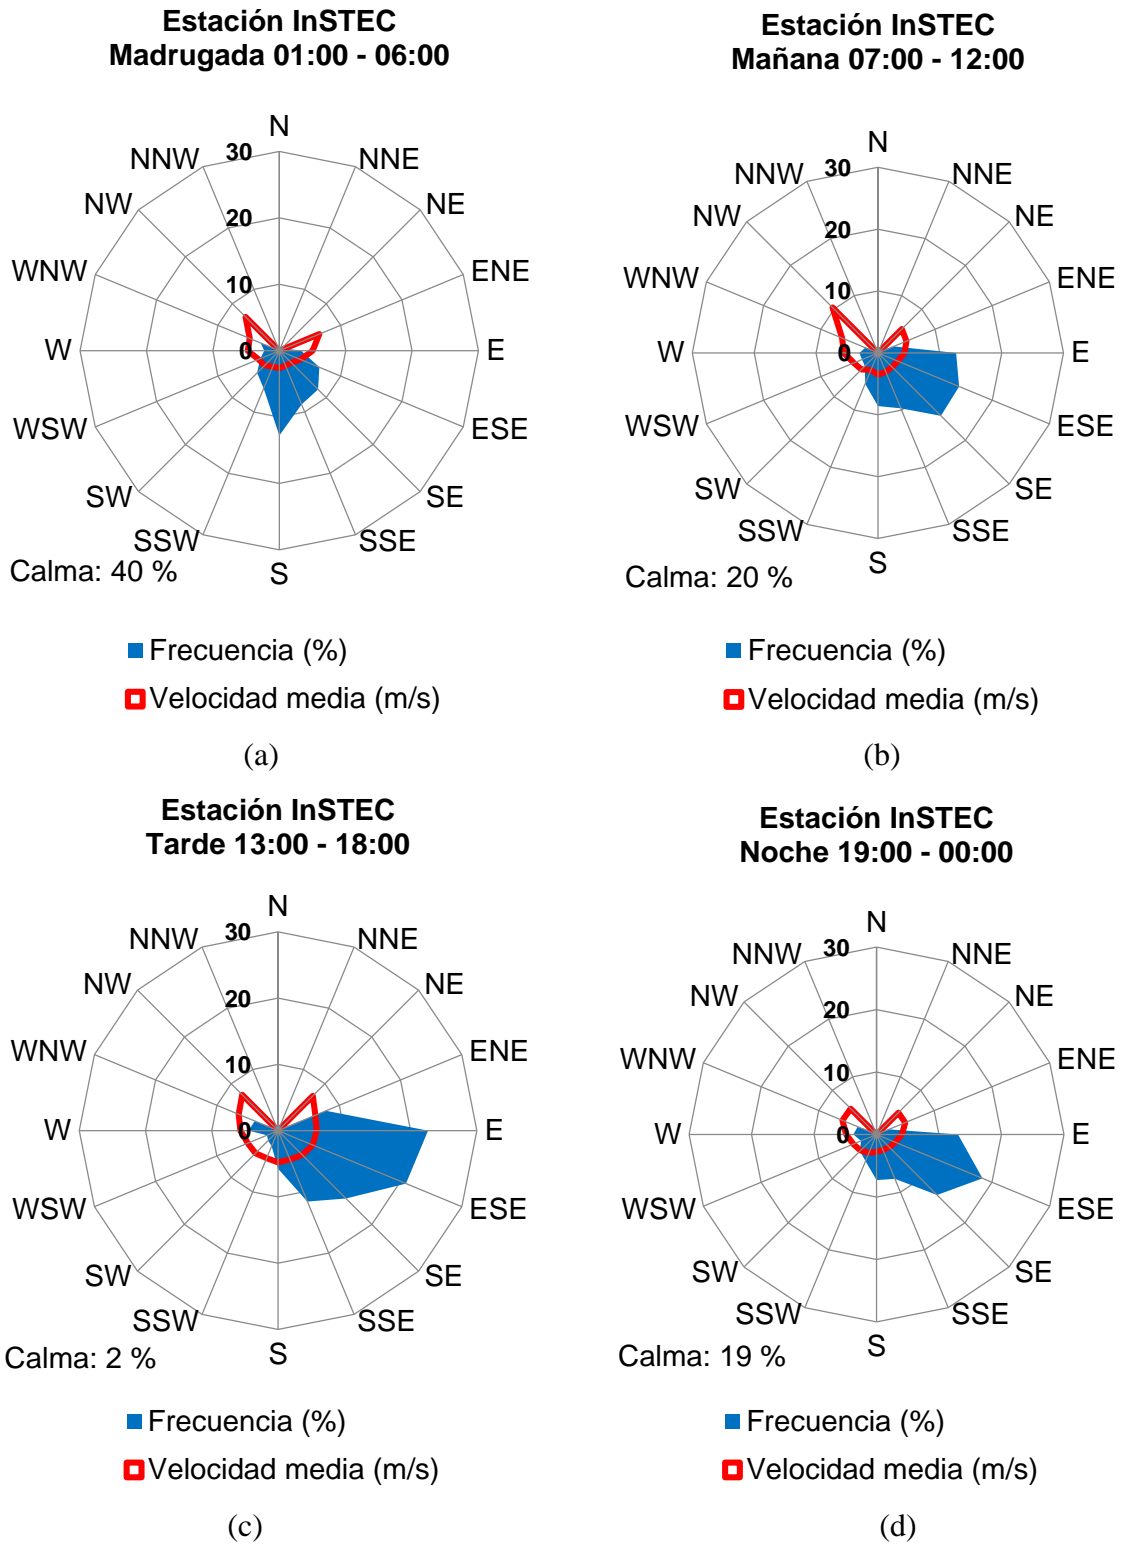 Estación InSTEC
Madrugada 01:00 - 06:00
N
NNE
NE
ENE
E
ESE
SE
SSE
S
SSW
SW
WSW
W
WNW
NW
NNW
30
20
10
0
Calma: 40 %
Frecuencia (%)
Velocidad media (m/s)
(a)
Estación InSTEC
Mañana 07:00 - 12:00
N
NNE
NE
ENE
E
ESE
SE
SSE
S
SSW
SW
WSW
W
WNW
NW
NNW
30
20
10
0
Calma: 20 %
Frecuencia (%)
Velocidad media (m/s)
(b)
Estación InSTEC
Tarde 13:00 - 18:00
N
NNE
NE
ENE
E
ESE
SE
SSE
S
SSW
SW
WSW
W
WNW
NW
NNW
30
20
10
0
Calma: 2 %
Frecuencia (%)
Velocidad media (m/s)
(c)
Estación InSTEC
Noche 19:00 - 00:00
N
NNE
NE
ENE
E
ESE
SE
SSE
S
SSW
SW
WSW
W
WNW
NW
NNW
30
20
10
0
Calma: 19 %
Frecuencia (%)
Velocidad media (m/s)
(d)